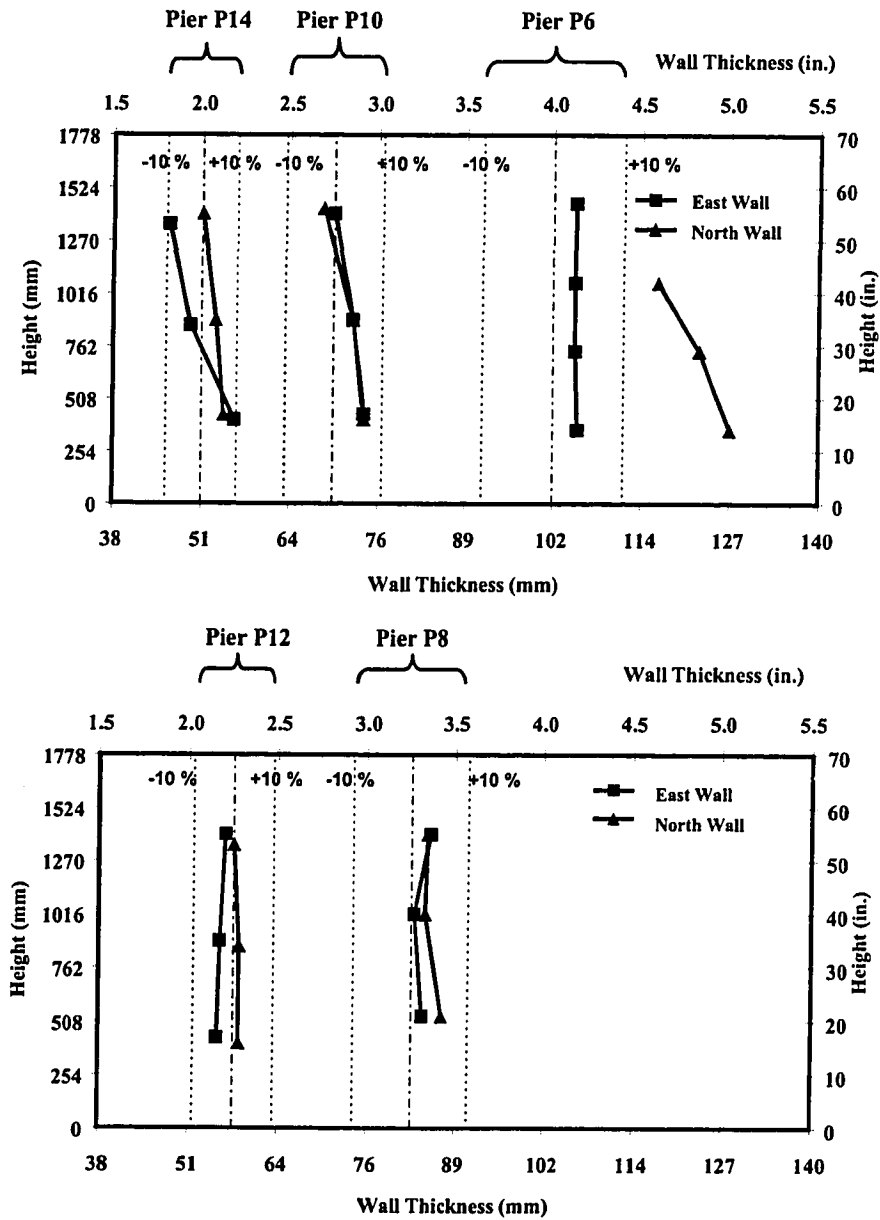 Pier P14 Pier P10 Pier P6
Wall Thickness (in.)
1.5 2.0 2.5 3.0 3.5 4.0 4.5 5.0 5.5
1778 70
-10 % +10 % -10 % +10 % -10 % +10 %
1524 60
East Wall
North Wall
1270 50
1016 40
762 30
508 20
254 10
0 0
Height (mm)
Height (in.)
38 51 64 76 89 102 114 127 140
Wall Thickness (mm)
Pier P12 Pier P8
Wall Thickness (in.)
1.5 2.0 2.5 3.0 3.5 4.0 4.5 5.0 5.5
1778 70
-10 % +10 % -10 % +10 %
East Wall
1524 60
North Wall
1270 50
1016 40
762 30
508 20
254 10
0 0
Height (mm)
Height (in.)
38 51 64 76 89 102 114 127 140
Wall Thickness (mm)